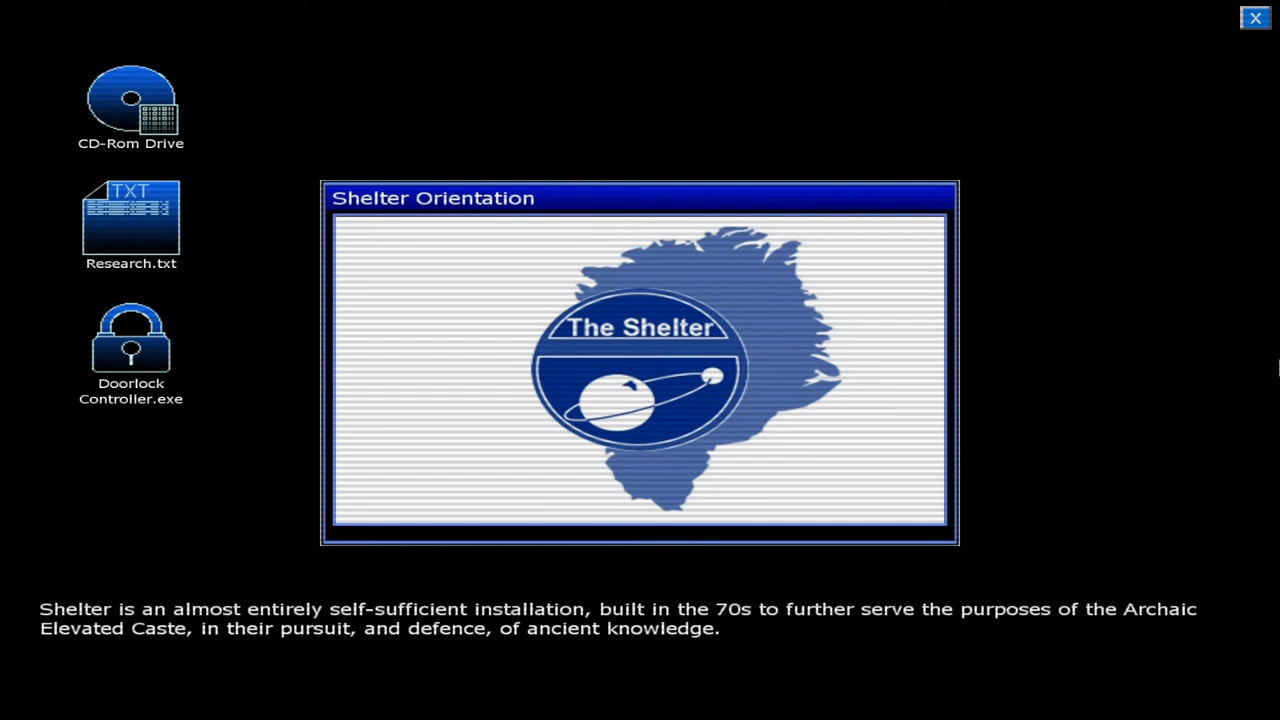 X
CD-Rom Drive
TXT
Research.txt
Doorlock
Controller.exe
Shelter Orientation
The Shelter
Shelter is an almost entirely self-sufficient installation, built in the 70s to further serve the purposes of the Archaic
Elevated Caste, in their pursuit, and defence, of ancient knowledge.